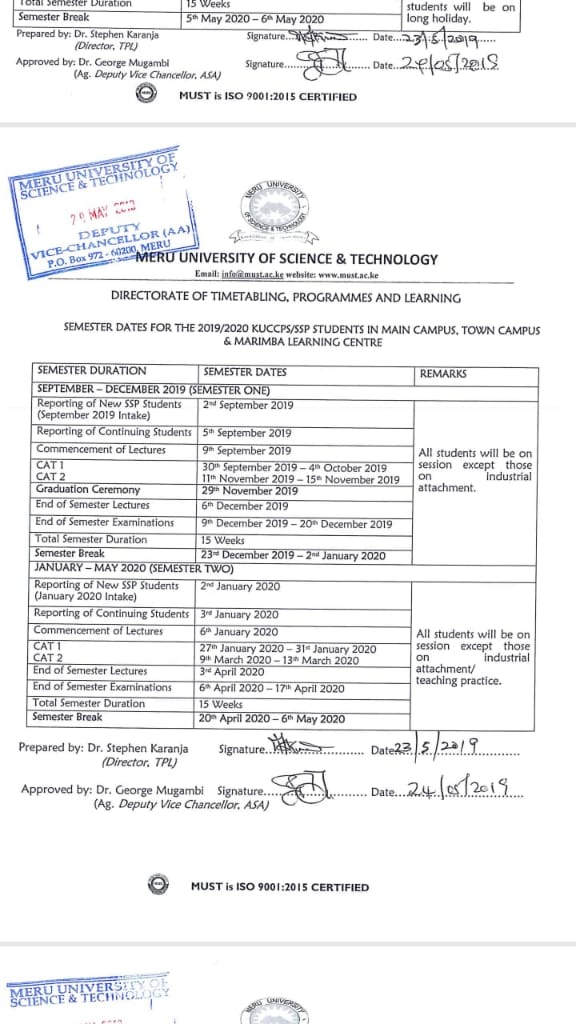 Total Semester Duration 15 Weeks
Semester Break 5th May 2020 – 6th May 2020
students will be on
long holiday.
Prepared by: Dr. Stephen Karanja Signature............ Date...23/5/2019......
(Director, TPL)
Approved by: Dr. George Mugambi Signature............ Date...24/05/2019
(Ag. Deputy Vice Chancellor, ASA)
MUST is ISO 9001:2015 CERTIFIED
MERU UNIVERSITY OF
SCIENCE & TECHNOLOGY
MAY
DEPUTY
VICE-CHANCELLOR (AA)
P.O. Box 972 - 60200, MERU
MERU UNIVERSITY
OF SCIENCE & TECHNOLOGY
MERU UNIVERSITY OF SCIENCE & TECHNOLOGY
Email: info@must.ac.ke website: www.must.ac.ke
DIRECTORATE OF TIMETABLING, PROGRAMMES AND LEARNING
SEMESTER DATES FOR THE 2019/2020 KUCCPS/SSP STUDENTS IN MAIN CAMPUS, TOWN CAMPUS
& MARIMBA LEARNING CENTRE
SEMESTER DURATION SEMESTER DATES REMARKS
SEPTEMBER – DECEMBER 2019 (SEMESTER ONE)
Reporting of New SSP Students 2nd September 2019
(September 2019 Intake)
Reporting of Continuing Students 5th September 2019
Commencement of Lectures 9th September 2019
CAT 1 30th September 2019 – 4th October 2019
CAT 2 11th November 2019 – 15th November 2019
Graduation Ceremony 29th November 2019
End of Semester Lectures 6th December 2019
End of Semester Examinations 9th December 2019 – 20th December 2019
Total Semester Duration 15 Weeks
Semester Break 23rd December 2019 – 2nd January 2020
All students will be on
session except those
on industrial
attachment.
JANUARY – MAY 2020 (SEMESTER TWO)
Reporting of New SSP Students 2nd January 2020
(January 2020 Intake)
Reporting of Continuing Students 3rd January 2020
Commencement of Lectures 6th January 2020
CAT 1 27th January 2020 – 31st January 2020
CAT 2 9th March 2020 – 13th March 2020
End of Semester Lectures 3rd April 2020
End of Semester Examinations 6th April 2020 – 17th April 2020
Total Semester Duration 15 Weeks
Semester Break 20th April 2020 – 6th May 2020
All students will be on
session except those
on industrial
attachment/
teaching practice.
Prepared by: Dr. Stephen Karanja Signature............ Date 23/5/2019............
(Director, TPL)
Approved by: Dr. George Mugambi Signature............ Date...24/05/2019
(Ag. Deputy Vice Chancellor, ASA)
MUST is ISO 9001:2015 CERTIFIED
MERU UNIVERSITY OF
SCIENCE & TECHNOLOGY
MERU UNIVERSITY